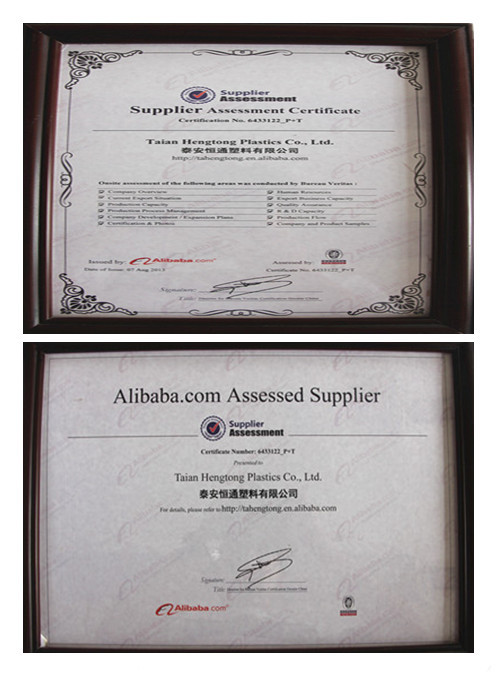 Supplier
Assessment
Supplier Assessment Certificate
Certification No. 6433122_P+T
Taian Hengtong Plastics Co., Ltd.
泰安恒通塑料有限公司
http://tahengtong.en.alibaba.com
Onsite assessment of the following areas was conducted by Bureau Veritas :
Company Overview
Human Resources
Current Export Situation
Export Business Capacity
Production Capacity
Quality Assurance
Production Process Management
R & D Capacity
Company Development / Expansion Plans
Production Flow
Certification & Photos
Company and Product Samples
Issued by: Alibaba.com
Assessed by:
Date of Issue: 07 Aug 2013
Certificate No. 6433122_P+T
Signature:
Title:
Alibaba.com Assessed Supplier
Supplier
Assessment
Certificate Number: 6433122_P+T
Presented to
Taian Hengtong Plastics Co., Ltd.
泰安恒通塑料有限公司
For details, please refer to http://tahengtong.en.alibaba.com
Signature:
Title:
Alibaba.com